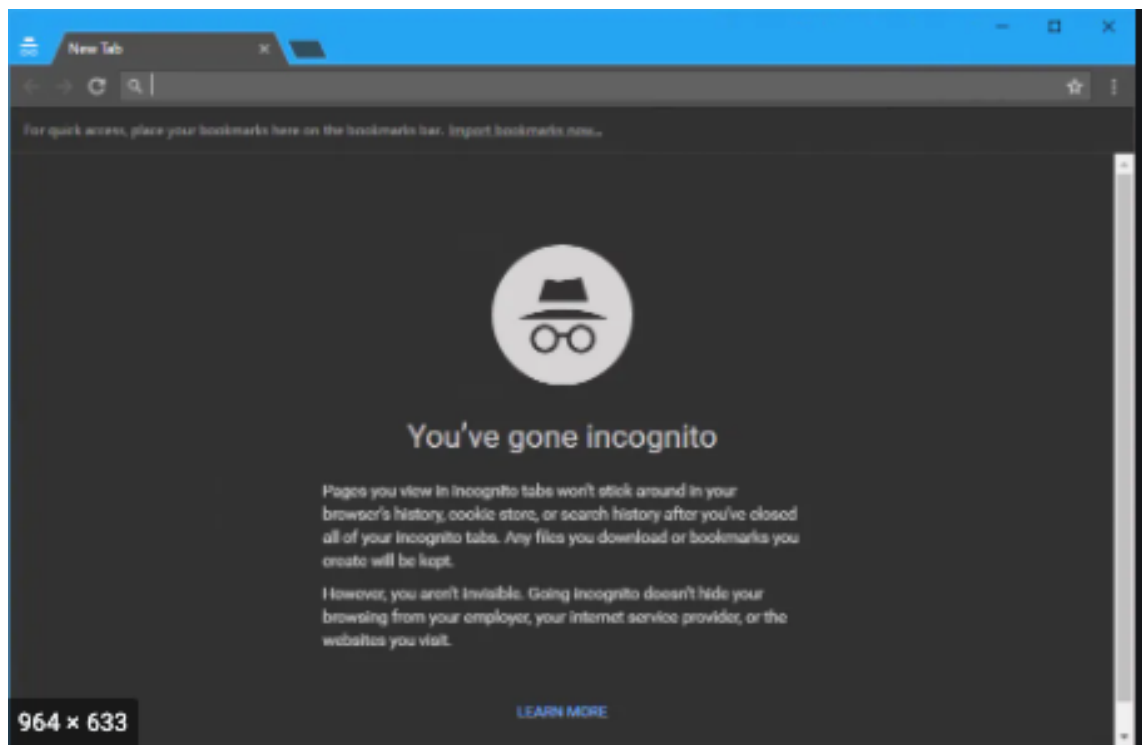 New Tab
For quick access, place your bookmarks here on the bookmarks bar. Import bookmarks now...
You've gone incognito
Pages you view in incognito tabs won't stick around in your
browser's history, cookie store, or search history after you've closed
all of your incognito tabs. Any files you download or bookmarks you
create will be kept.
However, you aren't invisible. Going incognito doesn't hide your
browsing from your employer, your internet service provider, or the
websites you visit.
LEARN MORE
964 × 633